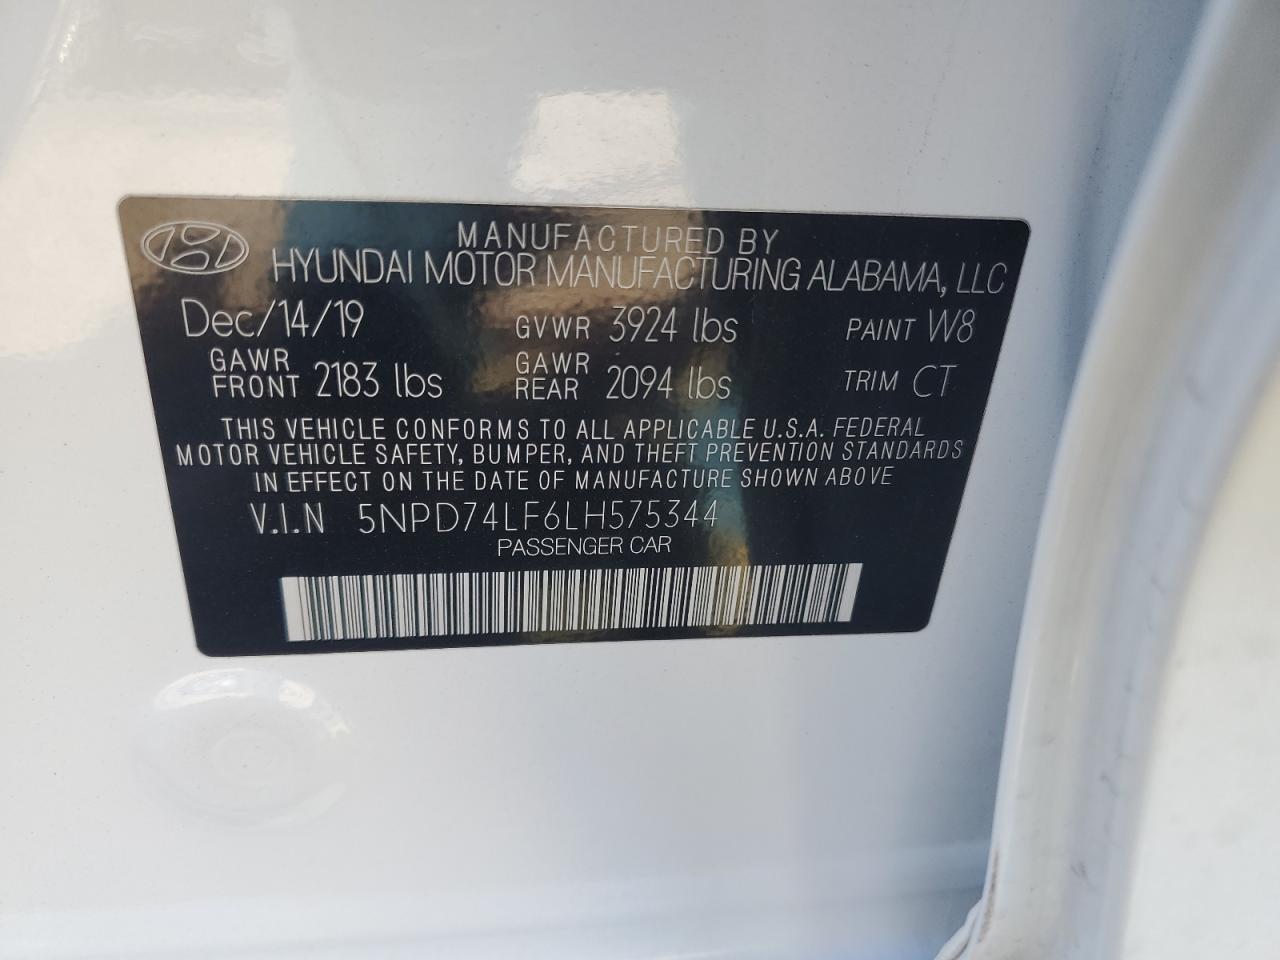 MANUFACTURED BY
HYUNDAI MOTOR MANUFACTURING ALABAMA, LLC
Dec/14/19 GVWR 3924 lbs PAINT W8
GAWR FRONT 2183 lbs GAWR REAR 2094 lbs TRIM CT
THIS VEHICLE CONFORMS TO ALL APPLICABLE U.S.A. FEDERAL
MOTOR VEHICLE SAFETY, BUMPER, AND THEFT PREVENTION STANDARDS
IN EFFECT ON THE DATE OF MANUFACTURE SHOWN ABOVE
V.I.N 5NPD74LF6LH575344
PASSENGER CAR